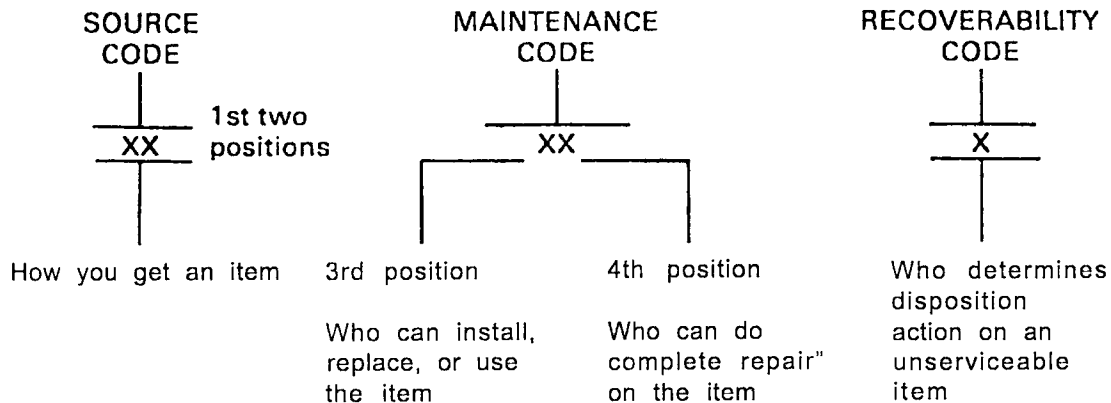 SOURCE
CODE
XX
1st two
positions
How you get an item
MAINTENANCE
CODE
XX
3rd position
Who can install,
replace, or use
the item
4th position
Who can do
complete repair"
on the item
RECOVERABILITY
CODE
X
Who determines
disposition
action on an
unserviceable
item